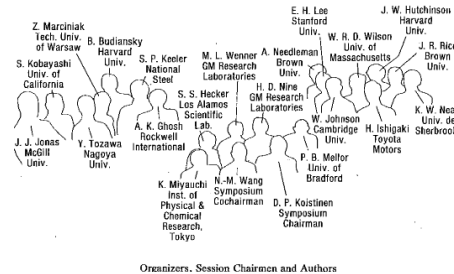 Z. Marciniak
Tech. Univ.
of Warsaw
B. Budiansky
Harvard
Univ.
S. Kobayashi
Univ. of
California
S. P. Keeler
National
Steel
M. L. Wenner
GM Research
Laboratories
A. Needleman
Brown
Univ.
E. H. Lee
Stanford
Univ.
W. R. D. Wilson
Univ. of
Massachusetts
J. W. Hutchinson
Harvard
Univ.
J. R.
Brown
Univ.
S. S. Hecker
Los Alamos
Scientific
Lab.
H. D. Nine
GM Research
Laboratories
J. J. Jonas
McGill
Univ.
Y. Tozawa
Nagoya
Univ.
A. K. Ghosh
Rockwell
International
W. Johnson
Cambridge
Univ.
H. Ishigaki
Toyota
Motors
K. W.
Univ.
Sherbroo
K. Miyauchi
Inst. of
Physical &
Chemical
Research,
Tokyo
N.-M. Wang
Symposium
Cochairman
D. P. Koistinen
Symposium
Chairman
P. B. Mellor
Univ. of
Bradford
Organizers, Session Chairmen and Authors